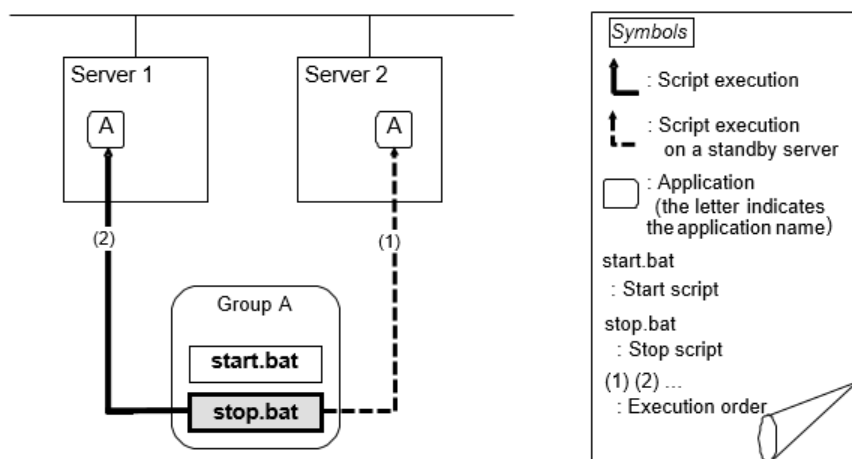 Server 1
Server 2
A
A
(2)
(1)
Group A
start.bat
stop.bat
Symbols
: Script execution
: Script execution
on a standby server
: Application
(the letter indicates
the application name)
start.bat
: Start script
stop.bat
: Stop script
(1) (2) ...
: Execution order